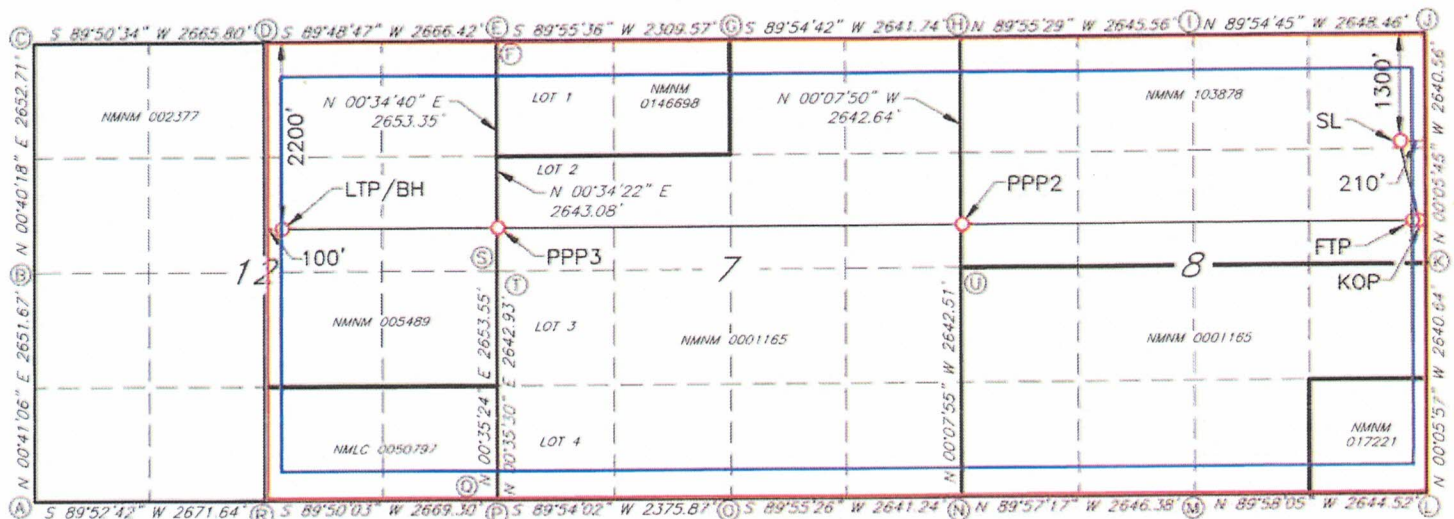 C S 89°50'34" W 2665.80' D S 89°48'47" W 2666.42' E S 89°55'36" W 2309.57' G S 89°54'42" W 2641.74' H N 89°55'29" W 2645.56' I N 89°54'45" W 2648.46' J
F
N 00°40'18" E 2652.71'
2200'
NMNM 002377
N 00°34'40" E
2653.35'
LOT 1
NMNM
0146698
N 00°07'50" W
2642.64'
NMNM 103878
1300'
N 00°05'45" W 2640.56'
SL
LOT 2
N 00°34'22" E
2643.08'
210'
LTP/BH
PPP2
100'
PPP3
FTP
KOP
B
12
S
T
7
U
8
K
N 00°41'06" E 2651.67'
NMNM 005489
N 00°35'24" E 2653.55'
N 00°35'30" E 2642.93'
LOT 3
NMNM 0001165
N 00°07'55" W 2642.51'
NMNM 0001165
N 00°05'57" W 2640.64'
NMLC 0050797
LOT 4
NMNM
017221
Q
A S 89°52'42" W 2671.64' R S 89°50'03" W 2669.30' P S 89°54'02" W 2375.87' O S 89°55'26" W 2641.24' N N 89°57'17" W 2646.38' M N 89°58'05" W 2644.52' L